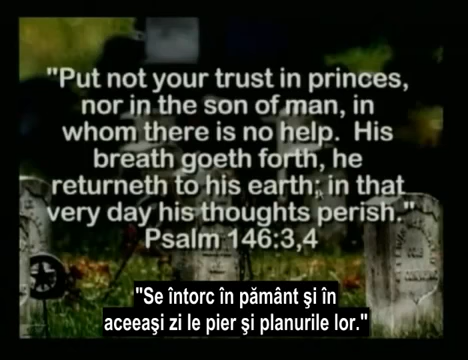 "Put not your trust in princes,
nor in the son of man, in
whom there is no help. His
breath goeth forth, he
returneth to his earth; in that
very day his thoughts perish."
Psalm 146:3,4
"Se întorc în pământ şi în
aceeaşi zi le pier şi planurile lor."